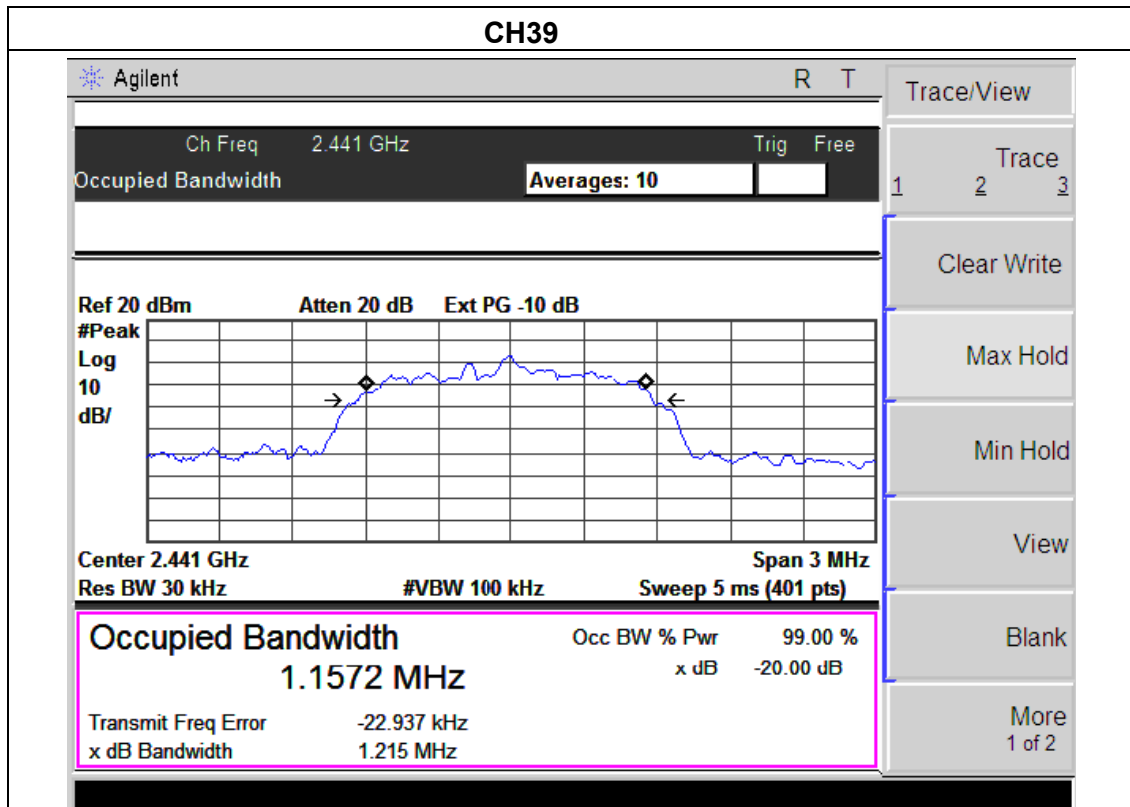 CH39
Agilent R T
Trace/View
Ch Freq 2.441 GHz Trig Free
Occupied Bandwidth Averages: 10
Trace
1 2 3
Clear Write
Ref 20 dBm Atten 20 dB Ext PG -10 dB
#Peak
Log
10
dB/
Max Hold
Min Hold
View
Center 2.441 GHz Span 3 MHz
Res BW 30 kHz #VBW 100 kHz Sweep 5 ms (401 pts)
Occupied Bandwidth Occ BW % Pwr 99.00 %
1.1572 MHz x dB -20.00 dB
Blank
Transmit Freq Error -22.937 kHz
x dB Bandwidth 1.215 MHz
More
1 of 2